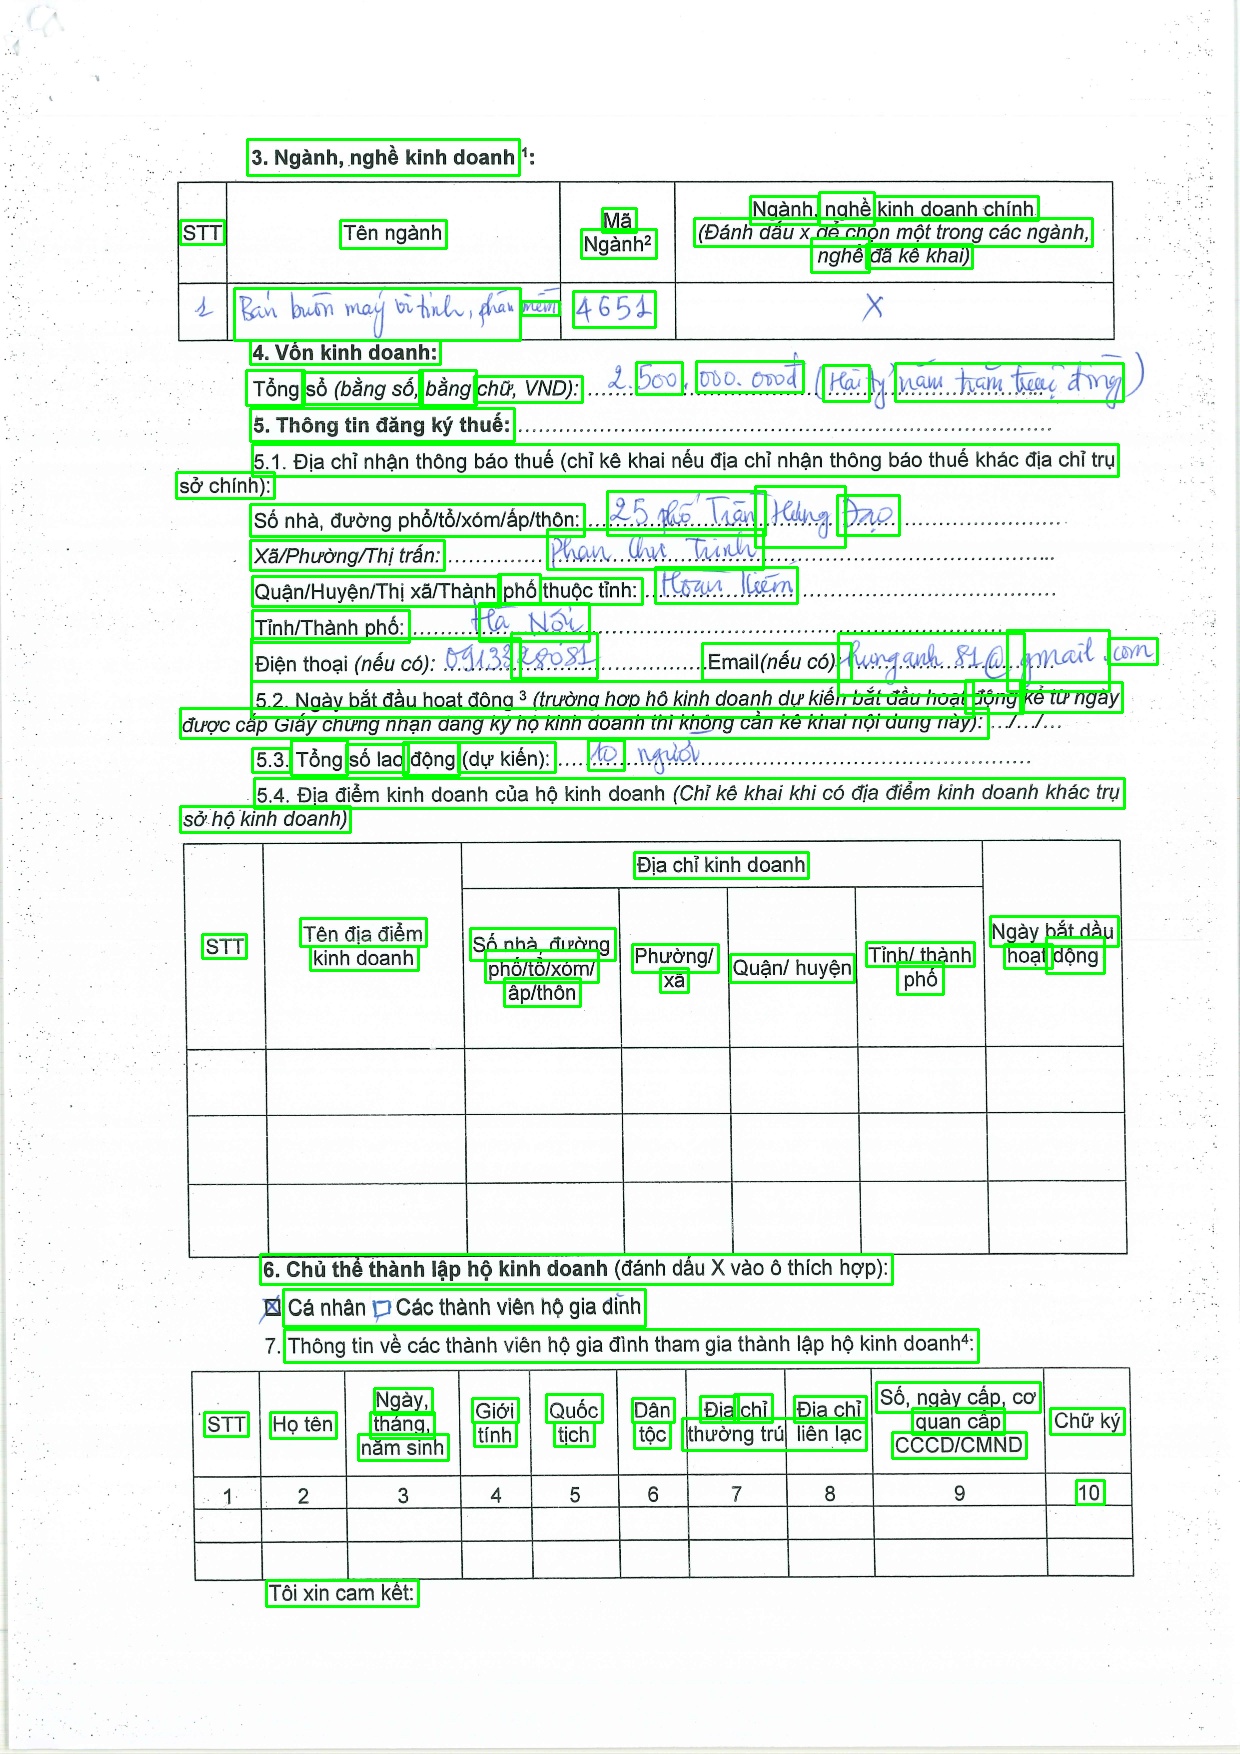 3. Ngành, nghề kinh doanh ¹:
STT
Tên ngành
Mã
Ngành²
Ngành, nghề kinh doanh chính
(Đánh dấu x để chọn một trong các ngành,
nghề đã kê khai)
1
Bán buôn máy vi tính, phần mềm
4651
X
4. Vốn kinh doanh:
Tổng số (bằng số, bằng chữ, VND): 2.500.000.000đ (Hai tỷ năm trăm triệu đồng)
5. Thông tin đăng ký thuế:
5.1. Địa chỉ nhận thông báo thuế (chỉ kê khai nếu địa chỉ nhận thông báo thuế khác địa chỉ trụ
sở chính):
Số nhà, đường phố/tổ/xóm/ấp/thôn: 25 phố Trần Hưng Đạo
Xã/Phường/Thị trấn: Phan Chu Trinh
Quận/Huyện/Thị xã/Thành phố thuộc tỉnh: Hoàn Kiếm
Tỉnh/Thành phố: Hà Nội
Điện thoại (nếu có): 0913328081 Email(nếu có) hunganh81@gmail.com
5.2. Ngày bắt đầu hoạt động ³ (trường hợp hộ kinh doanh dự kiến bắt đầu hoạt động kể từ ngày
được cấp Giấy chứng nhận đăng ký hộ kinh doanh thì không cần kê khai nội dung này): .../.../...
5.3. Tổng số lao động (dự kiến): 10 người
5.4. Địa điểm kinh doanh của hộ kinh doanh (Chỉ kê khai khi có địa điểm kinh doanh khác trụ
sở hộ kinh doanh)
STT
Tên địa điểm
kinh doanh
Địa chỉ kinh doanh
Số nhà, đường
phố/tổ/xóm/
ấp/thôn
Phường/
xã
Quận/ huyện
Tỉnh/ thành
phố
Ngày bắt đầu
hoạt động
6. Chủ thể thành lập hộ kinh doanh (đánh dấu X vào ô thích hợp):
☒ Cá nhân ☐ Các thành viên hộ gia đình
7. Thông tin về các thành viên hộ gia đình tham gia thành lập hộ kinh doanh⁴:
STT
Họ tên
Ngày,
tháng,
năm sinh
Giới
tính
Quốc
tịch
Dân
tộc
Địa chỉ
thường trú
Địa chỉ
liên lạc
Số, ngày cấp, cơ
quan cấp
CCCD/CMND
Chữ ký
1 2 3 4 5 6 7 8 9 10
Tôi xin cam kết: